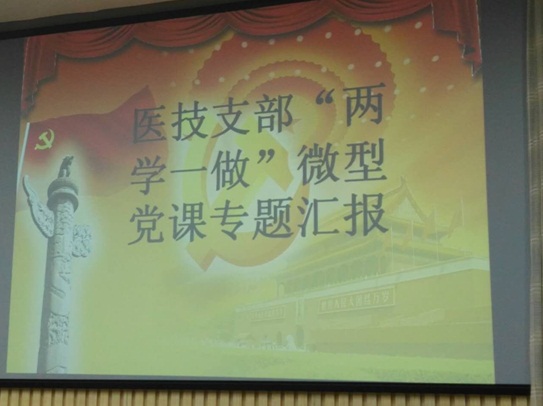 医技支部“两
学一做”微型
党课专题汇报